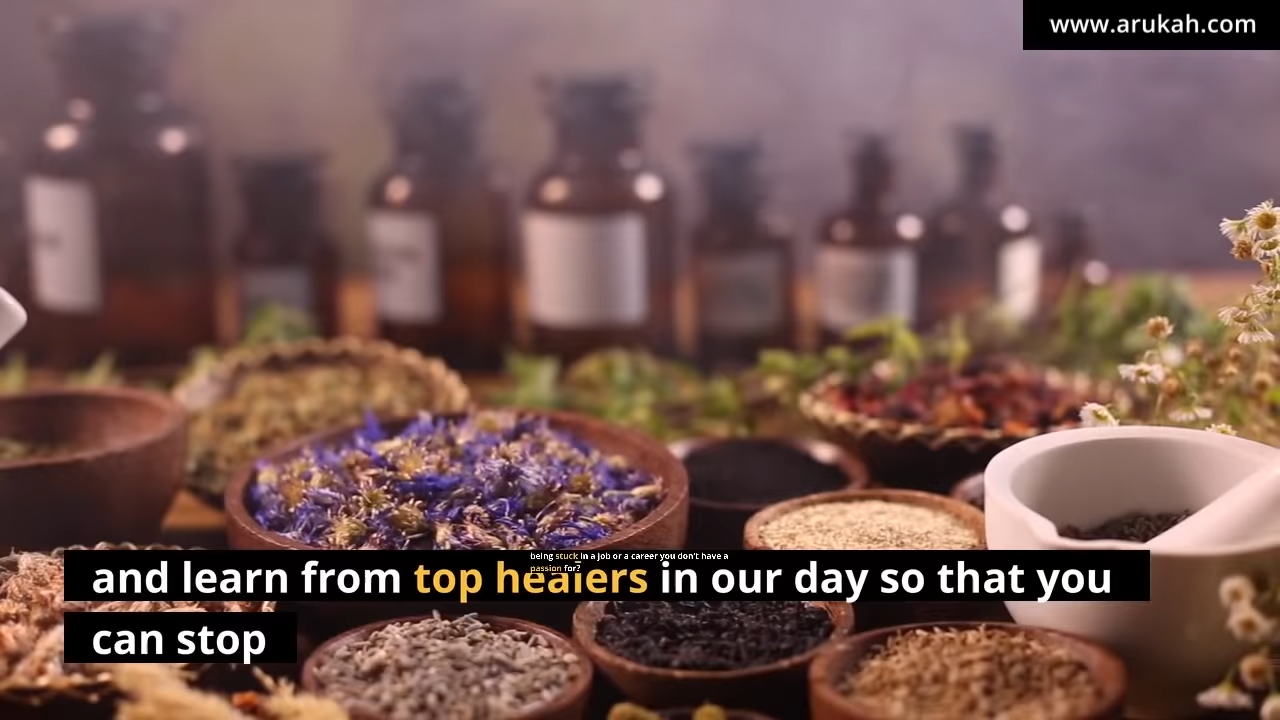 www.arukah.com
being stuck in a job or a career you don't have a
passion for?
and learn from top healers in our day so that you
can stop